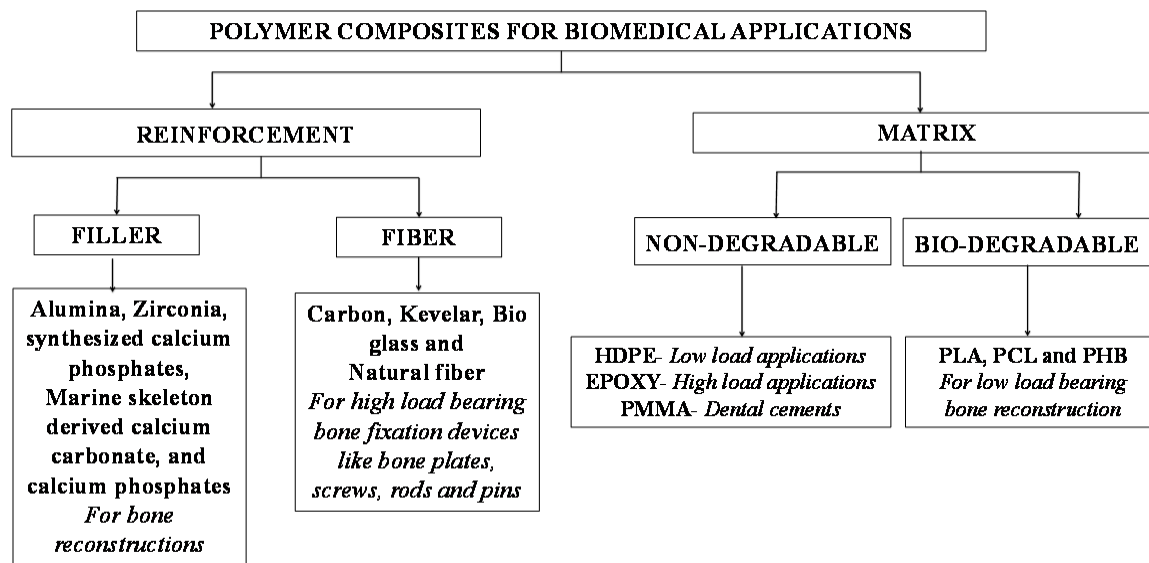 POLYMER COMPOSITES FOR BIOMEDICAL APPLICATIONS
REINFORCEMENT
MATRIX
FILLER
FIBER
NON-DEGRADABLE
BIO-DEGRADABLE
Alumina, Zirconia,
synthesized calcium
phosphates,
Marine skeleton
derived calcium
carbonate, and
calcium phosphates
For bone
reconstructions
Carbon, Kevelar, Bio
glass and
Natural fiber
For high load bearing
bone fixation devices
like bone plates,
screws, rods and pins
HDPE- Low load applications
EPOXY- High load applications
PMMA- Dental cements
PLA, PCL and PHB
For low load bearing
bone reconstruction